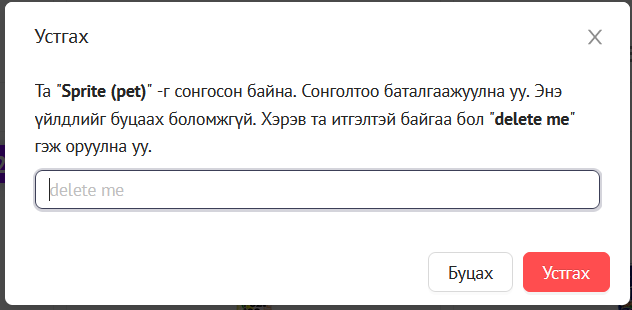 Устгах
Та "Sprite (pet)" -г сонгосон байна. Сонголтоо баталгаажуулна уу. Энэ
үйлдлийг буцаах боломжгүй. Хэрэв та итгэлтэй байгаа бол "delete me"
гэж оруулна уу.
delete me
Буцах Устгах